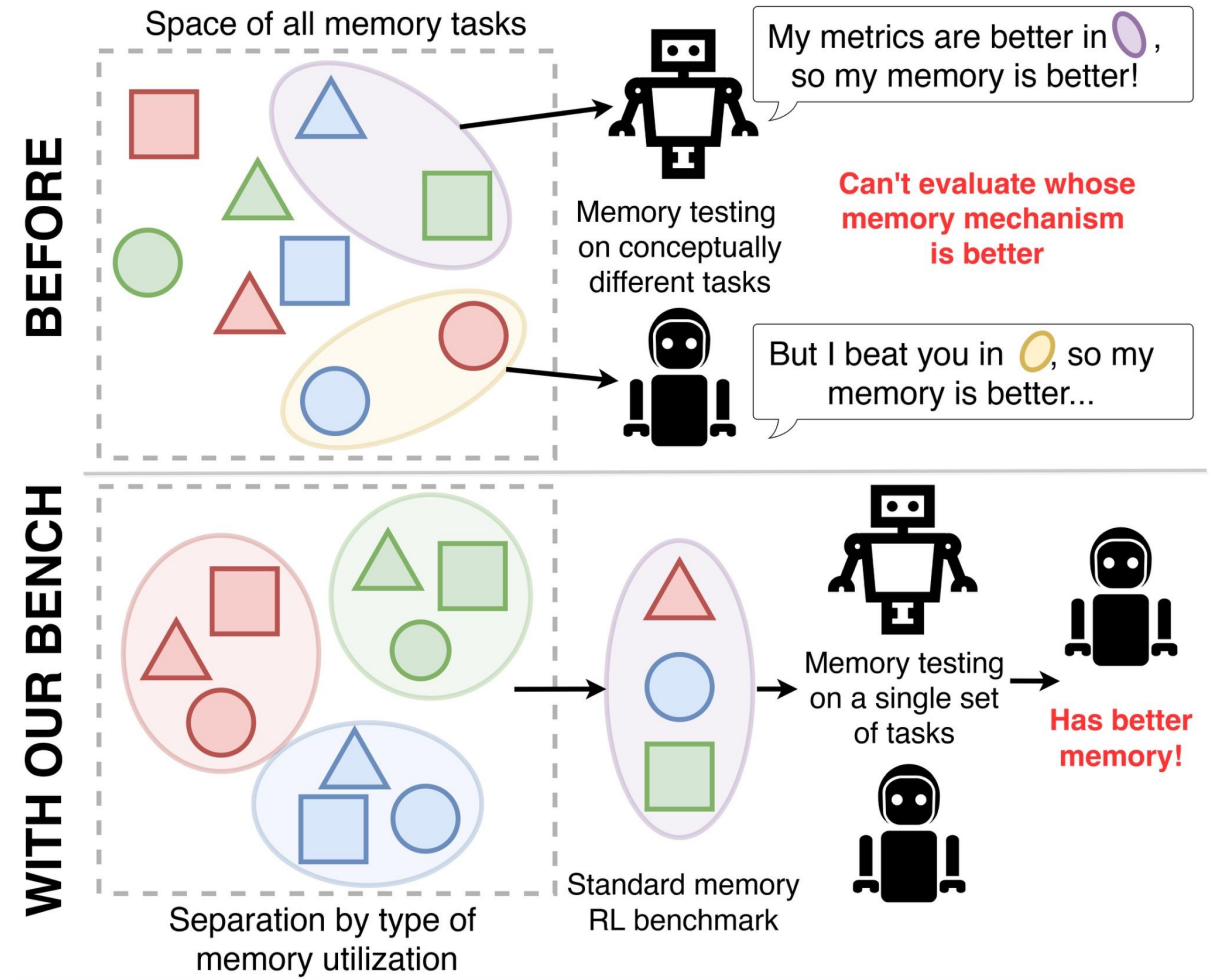 BEFORE
Space of all memory tasks
My metrics are better in ,
so my memory is better!
Memory testing
on conceptually
different tasks
Can't evaluate whose
memory mechanism
is better
But I beat you in , so my
memory is better...
WITH OUR BENCH
Separation by type of
memory utilization
Standard memory
RL benchmark
Memory testing
on a single set
of tasks
Has better
memory!